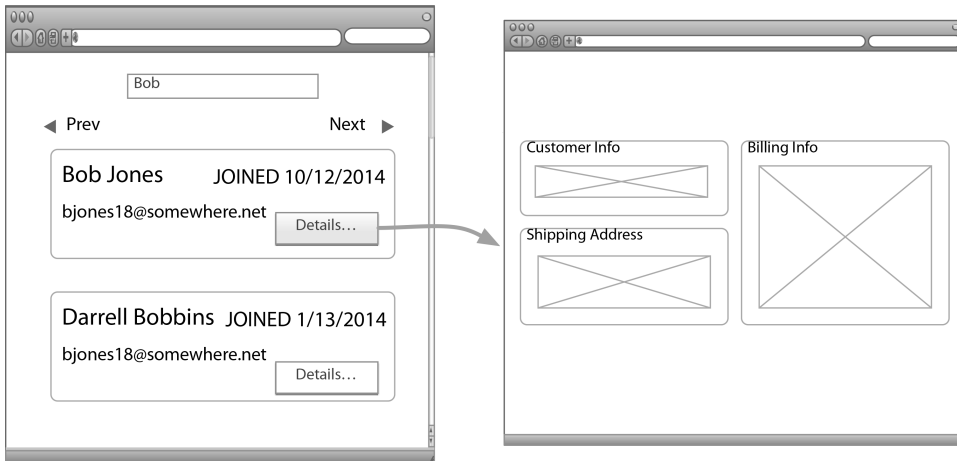 Bob
Prev
Next
Bob Jones
JOINED 10/12/2014
bjones18@somewhere.net
Details…
Darrell Bobbins
JOINED 1/13/2014
bjones18@somewhere.net
Details…
Customer Info
Billing Info
Shipping Address